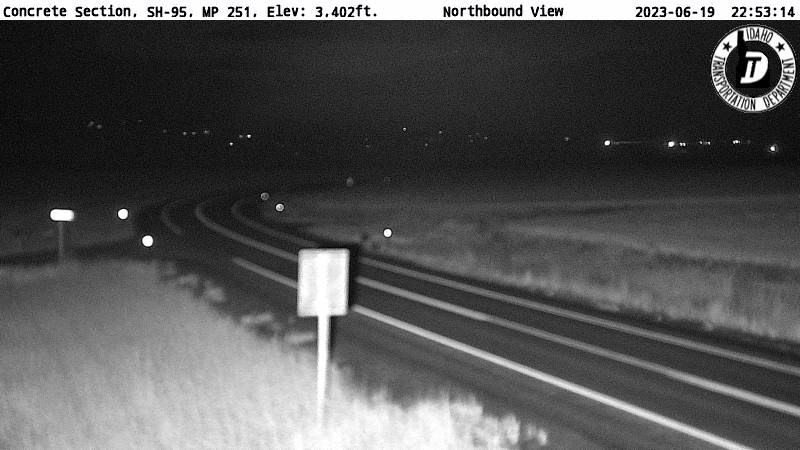 Concrete Section, SH-95, MP 251, Elev: 3,402ft. Northbound View 2023-06-19 22:53:14
IDAHO
TRANSPORTATION DEPARTMENT